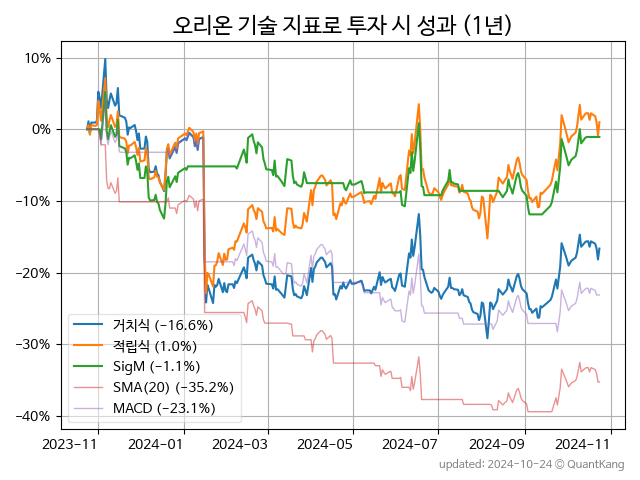 오리온 기술 지표로 투자 시 성과 (1년)
10%
0%
−10%
−20%
−30%
−40%
거치식 (−16.6%)
적립식 (1.0%)
SigM (−1.1%)
SMA(20) (−35.2%)
MACD (−23.1%)
2023−11
2024−01
2024−03
2024−05
2024−07
2024−09
2024−11
updated: 2024−10−24 © QuantKang